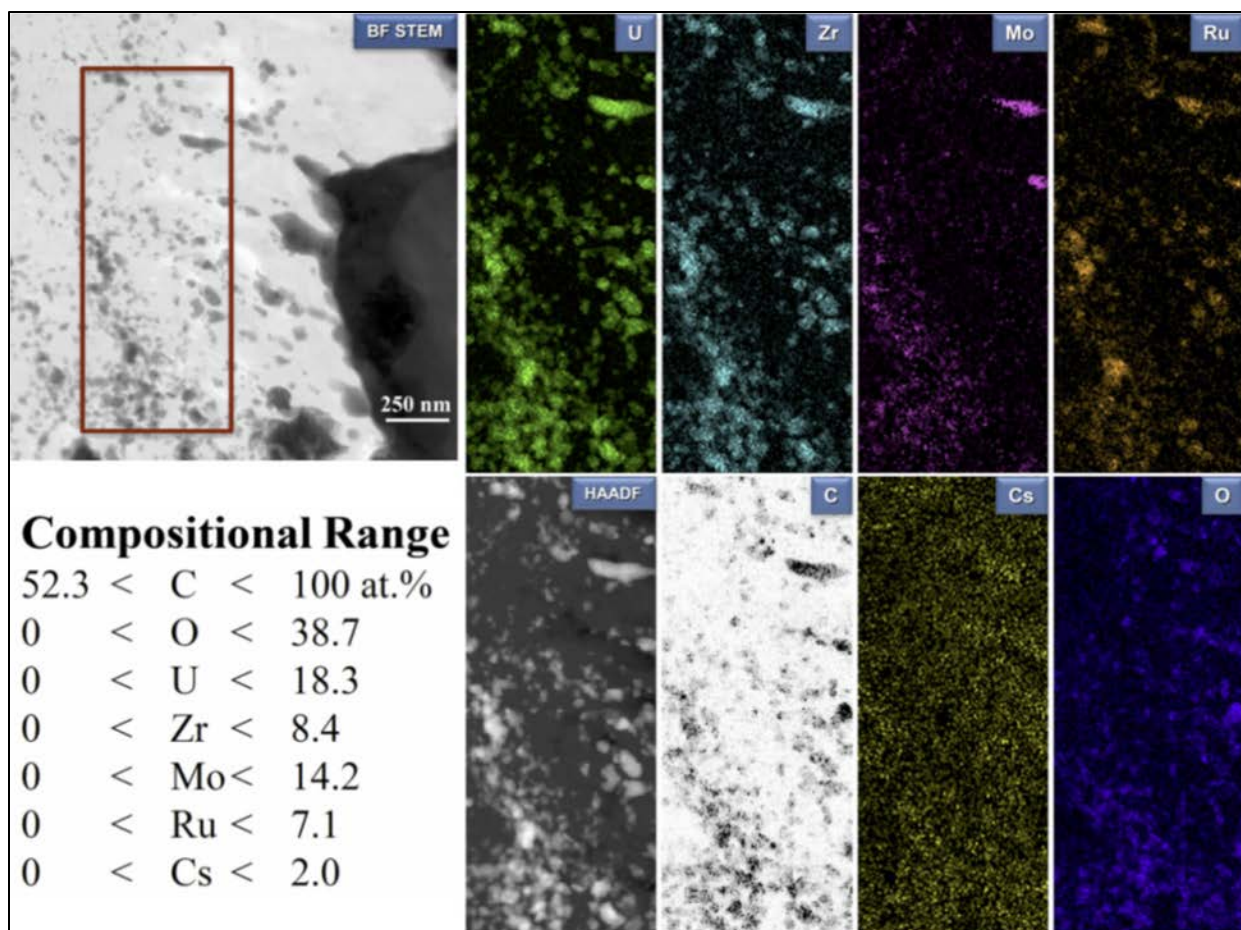 BF STEM
U
Zr
Mo
Ru
250 nm
HAADF
C
Cs
O
Compositional Range
52.3 < C < 100 at.%
0 < O < 38.7
0 < U < 18.3
0 < Zr < 8.4
0 < Mo < 14.2
0 < Ru < 7.1
0 < Cs < 2.0